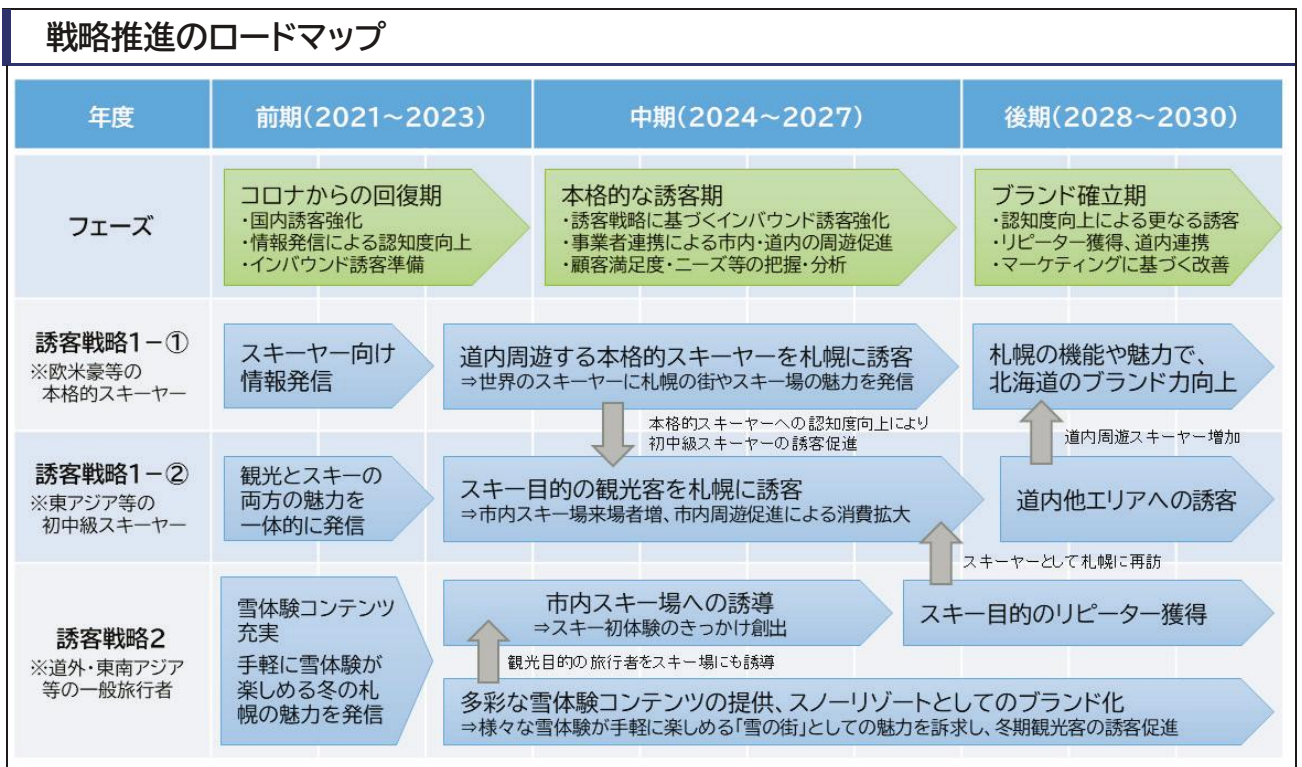 戦略推進のロードマップ
年度
前期(2021～2023)
中期(2024～2027)
後期(2028～2030)
フェーズ
コロナからの回復期
・国内誘客強化
・情報発信による認知度向上
・インバウンド誘客準備
本格的な誘客期
・誘客戦略に基づくインバウンド誘客強化
・事業者連携による市内・道内の周遊促進
・顧客満足度・ニーズ等の把握・分析
ブランド確立期
・認知度向上による更なる誘客
・リピーター獲得、道内連携
・マーケティングに基づく改善
誘客戦略1－①
※欧米豪等の
本格的スキーヤー
スキーヤー向け
情報発信
道内周遊する本格的スキーヤーを札幌に誘客
⇒世界のスキーヤーに札幌の街やスキー場の魅力を発信
札幌の機能や魅力で、
北海道のブランド力向上
本格的スキーヤーへの認知度向上により
初中級スキーヤーの誘客促進
道内周遊スキーヤー増加
誘客戦略1－②
※東アジア等の
初中級スキーヤー
観光とスキーの
両方の魅力を
一体的に発信
スキー目的の観光客を札幌に誘客
⇒市内スキー場来場者増、市内周遊促進による消費拡大
道内他エリアへの誘客
スキーヤーとして札幌に再訪
誘客戦略2
※道外・東南アジア
等の一般旅行者
雪体験コンテンツ
充実
手軽に雪体験が
楽しめる冬の札
幌の魅力を発信
市内スキー場への誘導
⇒スキー初体験のきっかけ創出
スキー目的のリピーター獲得
観光目的の旅行者をスキー場にも誘導
多彩な雪体験コンテンツの提供、スノーリゾートとしてのブランド化
⇒様々な雪体験が手軽に楽しめる「雪の街」としての魅力を訴求し、冬期観光客の誘客促進